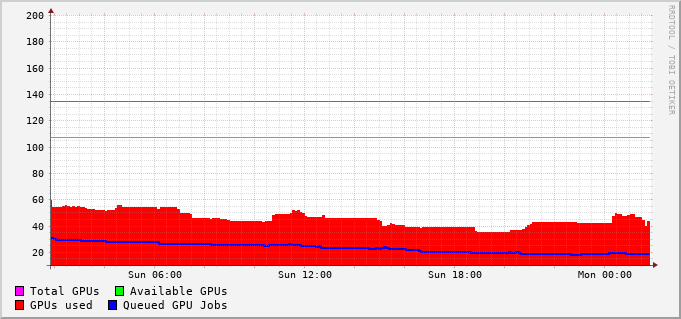 RRDTOOL / TOBI OETIKER
200
180
160
140
120
100
80
60
40
20
Sun 06:00 Sun 12:00 Sun 18:00 Mon 00:00
Total GPUs Available GPUs
GPUs used Queued GPU Jobs